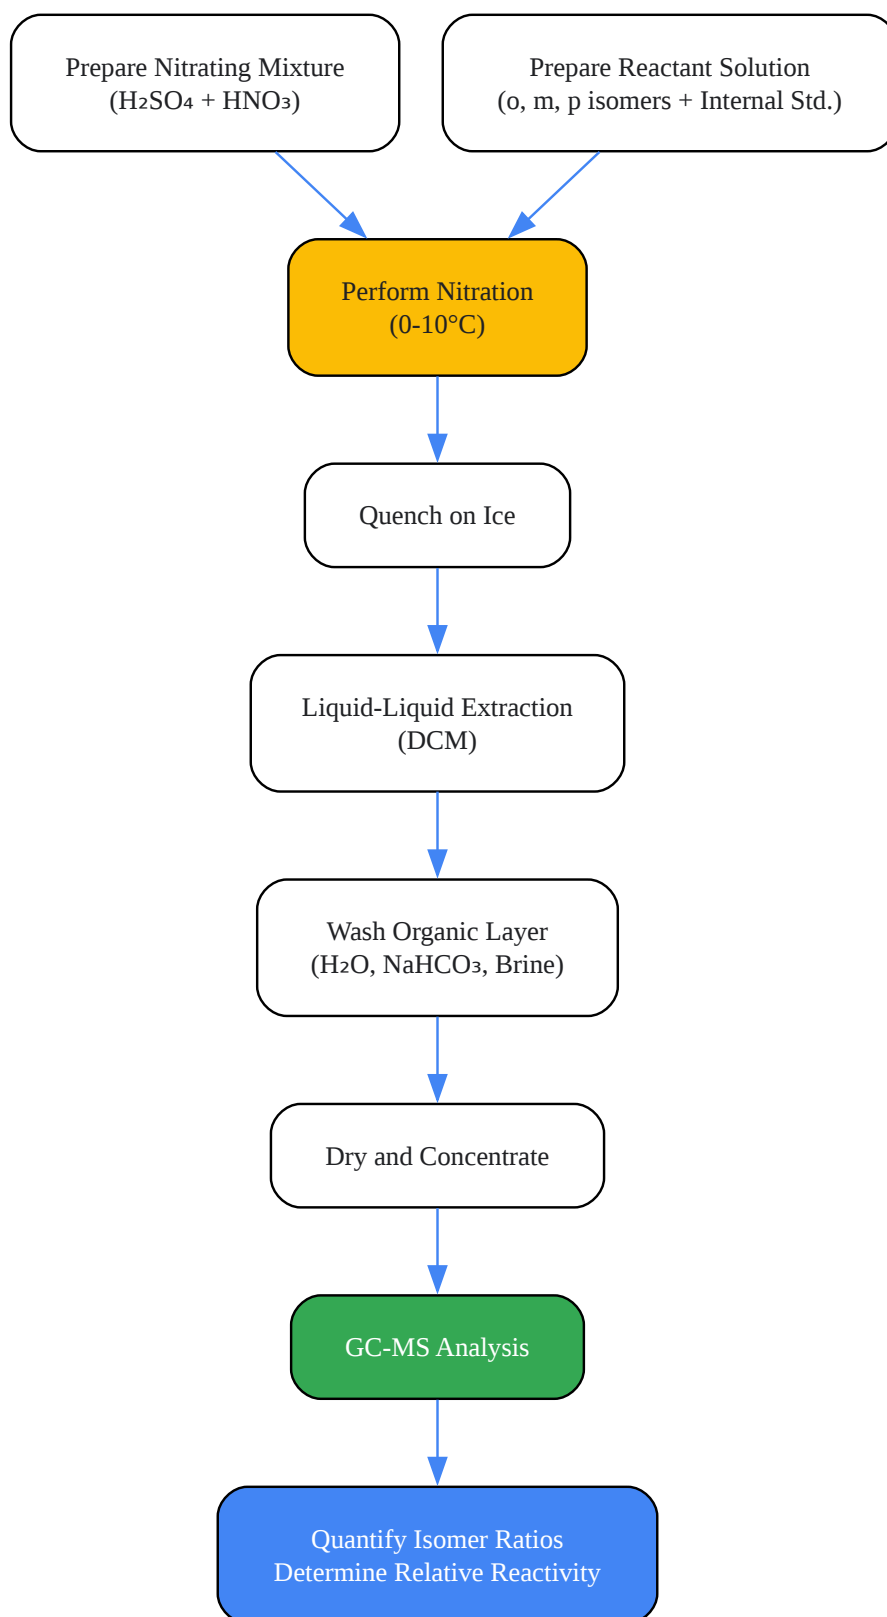 Prepare Nitrating Mixture
(H₂SO₄ + HNO₃)
Prepare Reactant Solution
(o, m, p isomers + Internal Std.)
Perform Nitration
(0-10°C)
Quench on Ice
Liquid-Liquid Extraction
(DCM)
Wash Organic Layer
(H₂O, NaHCO₃, Brine)
Dry and Concentrate
GC-MS Analysis
Quantify Isomer Ratios
Determine Relative Reactivity